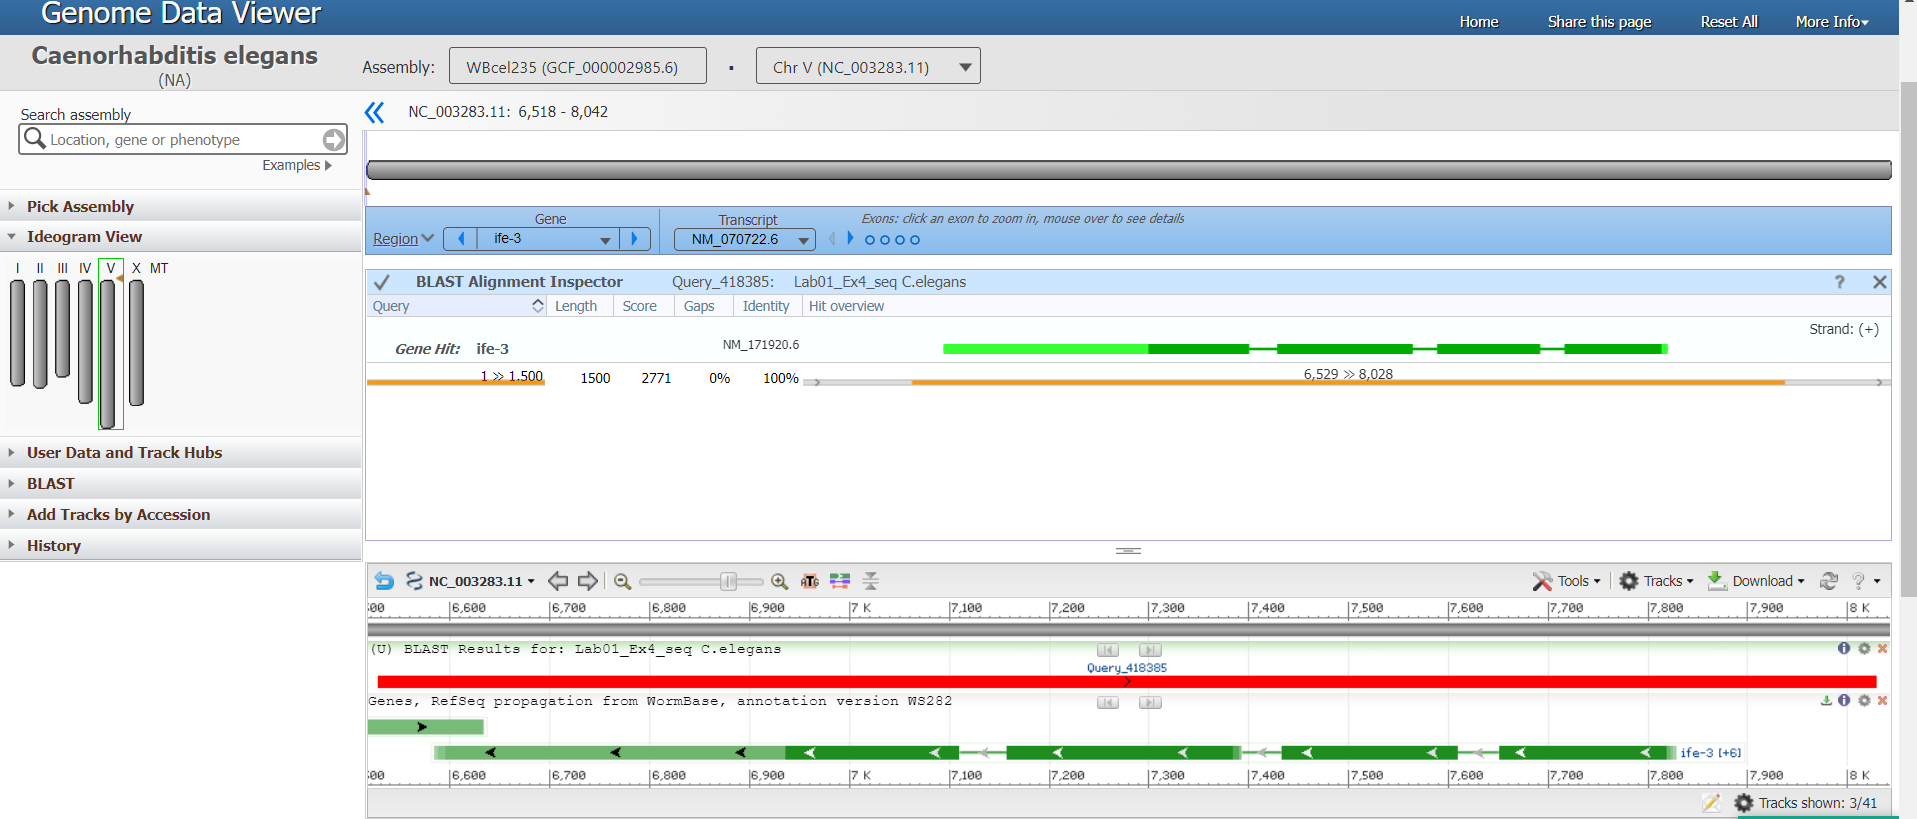 Genome Data Viewer
Home Share this page Reset All More Info
Caenorhabditis elegans
(NA)
Assembly: WBcel235 (GCF_000002985.6) · Chr V (NC_003283.11)
Search assembly
Location, gene or phenotype
Examples
NC_003283.11: 6,518 - 8,042
Pick Assembly
Ideogram View
I II III IV V X MT
User Data and Track Hubs
BLAST
Add Tracks by Accession
History
Gene Transcript Exons: click an exon to zoom in, mouse over to see details
Region ife-3 NM_070722.6
BLAST Alignment Inspector Query_418385: Lab01_Ex4_seq C.elegans ?
Query Length Score Gaps Identity Hit overview
Strand: (+)
Gene Hit: ife-3 NM_171920.6
1 >> 1,500 1500 2771 0% 100% 6,529 >> 8,028
NC_003283.11 ATG Tools Tracks Download ?
00 6,600 6,700 6,800 6,900 7 K 7,100 7,200 7,300 7,400 7,500 7,600 7,700 7,800 7,900 8 K
(U) BLAST Results for: Lab01_Ex4_seq C.elegans
Query_418385
Genes, RefSeq propagation from WormBase, annotation version WS282
ife-3 [+6]
00 6,600 6,700 6,800 6,900 7 K 7,100 7,200 7,300 7,400 7,500 7,600 7,700 7,800 7,900 8 K
Tracks shown: 3/41